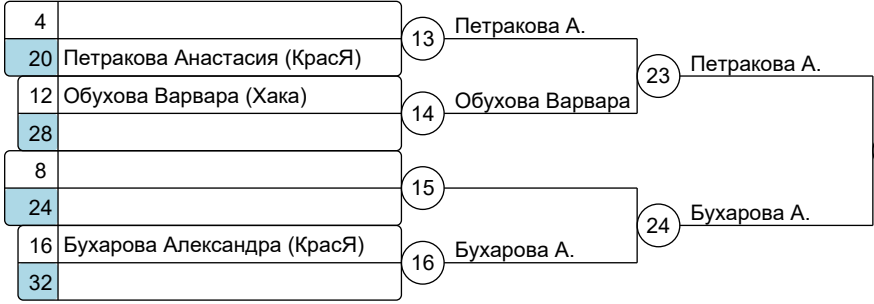 4
20 Петракова Анастасия (КрасЯ)
13 Петракова А.
12 Обухова Варвара (Хака)
28
14 Обухова Варвара
23 Петракова А.
8
24
15
16 Бухарова Александра (КрасЯ)
32
16 Бухарова А.
24 Бухарова А.